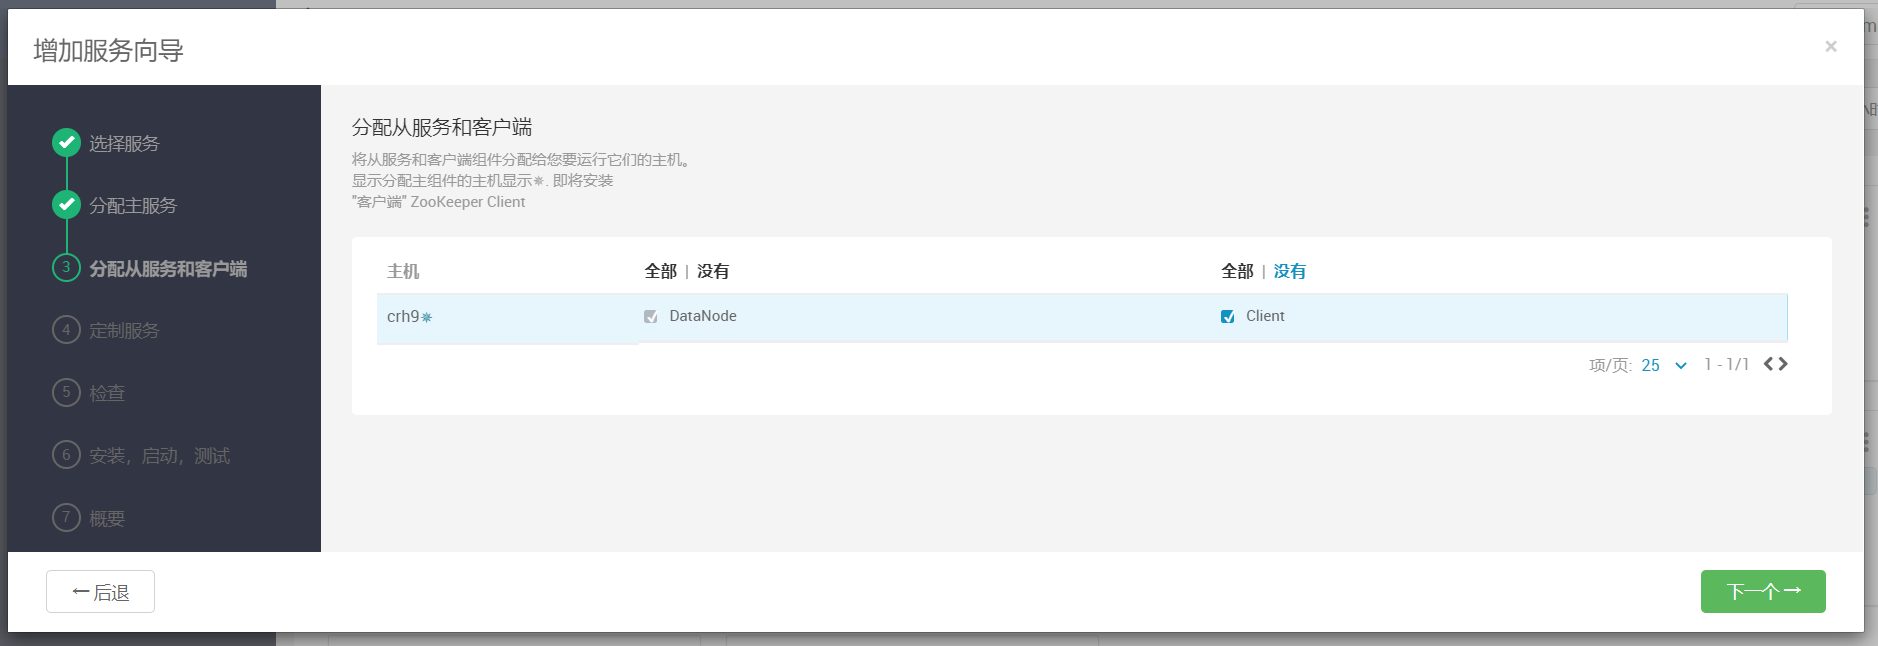 增加服务向导
×
选择服务
分配主服务
3 分配从服务和客户端
4 定制服务
5 检查
6 安装，启动，测试
7 概要
分配从服务和客户端
将从服务和客户端组件分配给您要运行它们的主机。
显示分配主组件的主机显示✵. 即将安装
"客户端" ZooKeeper Client
主机 全部 | 没有 全部 | 没有
crh9✵ DataNode Client
项/页: 25 1 - 1/1
← 后退
下一个 →